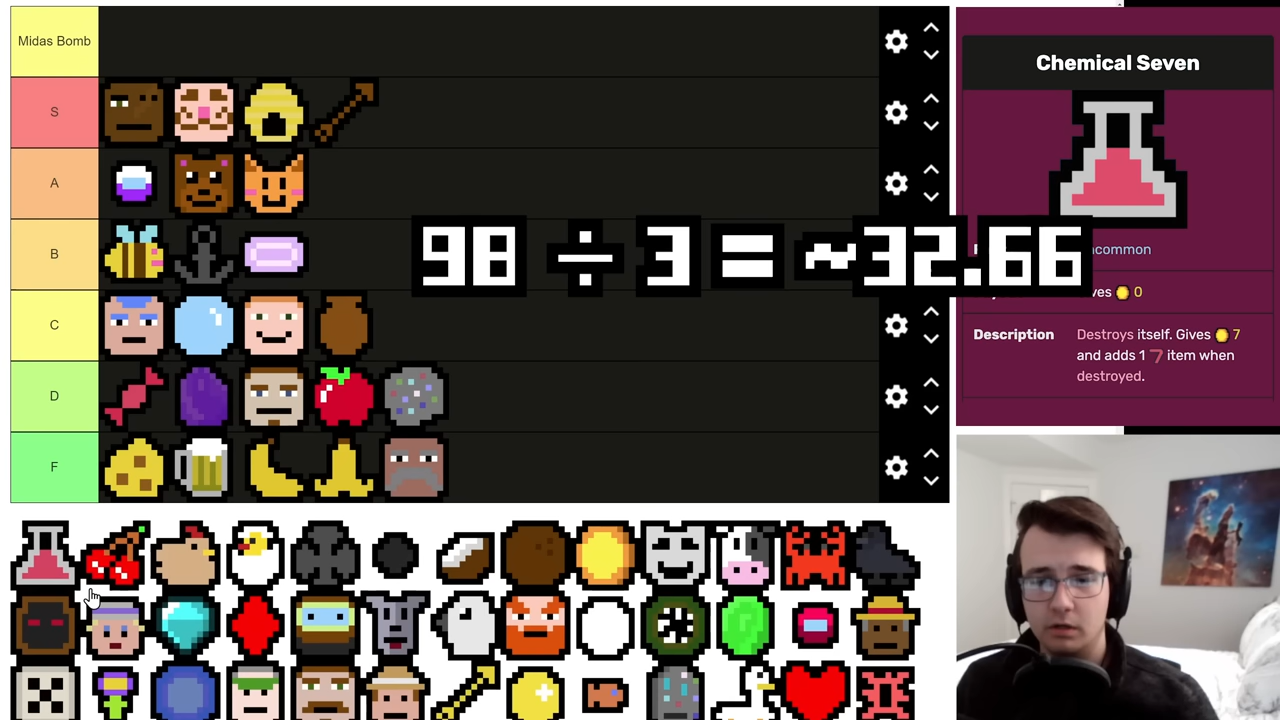 Midas Bomb
S
A
B
C
D
F
98 ÷ 3 = ~32.66
Chemical Seven
ncommon
ves 0
Description
Destroys itself. Gives 7
and adds 1 item when
destroyed.